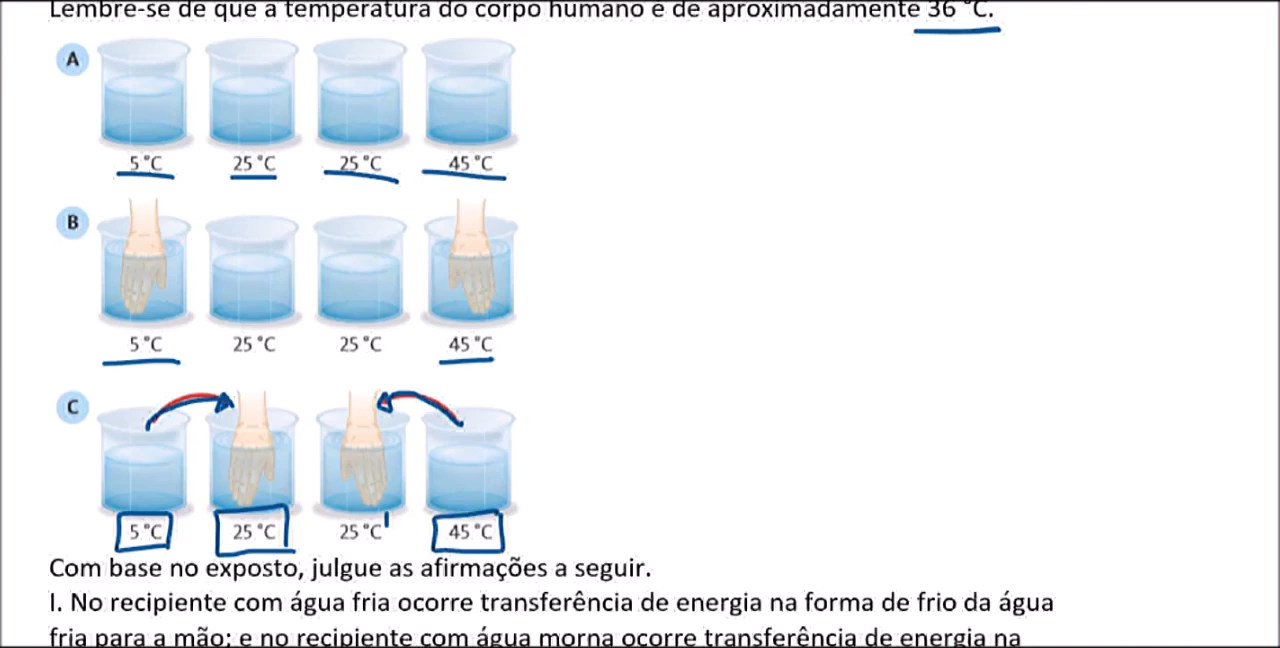 Lembre-se de que a temperatura do corpo humano é de aproximadamente 36 °C.
A
5 °C 25 °C 25 °C 45 °C
B
5 °C 25 °C 25 °C 45 °C
C
5 °C 25 °C 25 °C 45 °C
Com base no exposto, julgue as afirmações a seguir.
I. No recipiente com água fria ocorre transferência de energia na forma de frio da água
fria para a mão; e no recipiente com água morna ocorre transferência de energia na